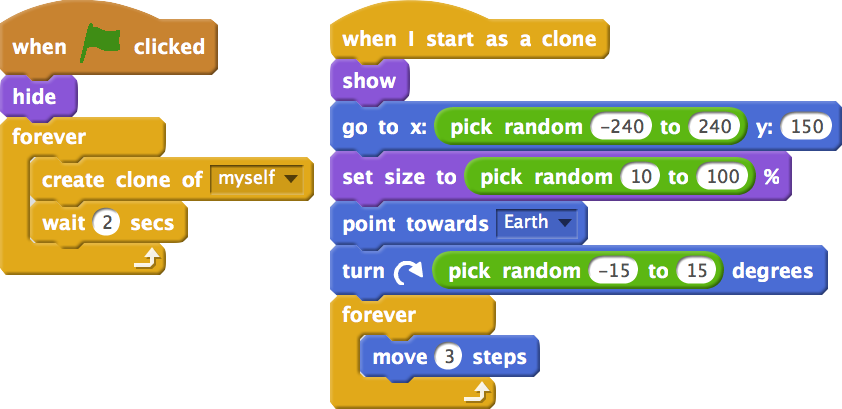 when clicked
hide
forever
create clone of myself
wait 2 secs
when I start as a clone
show
go to x: pick random -240 to 240 y: 150
set size to pick random 10 to 100 %
point towards Earth
turn pick random -15 to 15 degrees
forever
move 3 steps